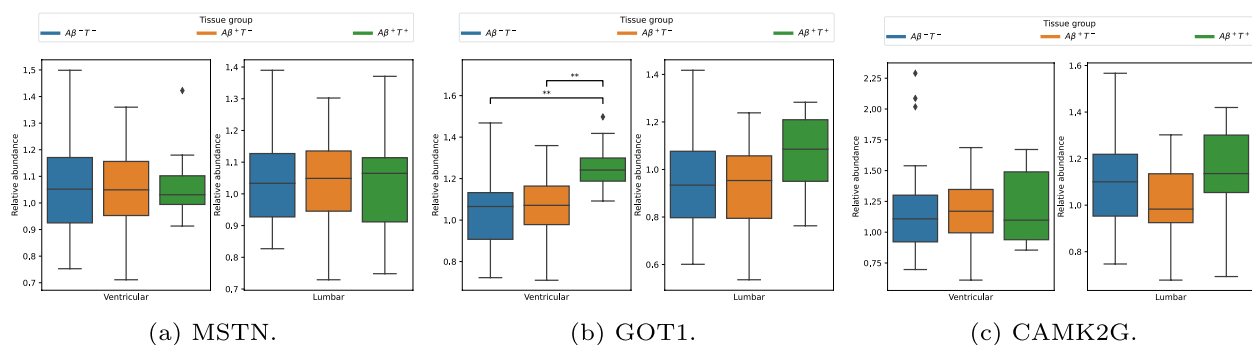 Tissue group
Aβ⁻T⁻ Aβ⁺T⁻ Aβ⁺T⁺
Relative abundance
1.5
1.4
1.3
1.2
1.1
1.0
0.9
0.8
0.7
Ventricular
Relative abundance
1.4
1.3
1.2
1.1
1.0
0.9
0.8
0.7
Lumbar
(a) MSTN.
Tissue group
Aβ⁻T⁻ Aβ⁺T⁻ Aβ⁺T⁺
Relative abundance
1.6
1.4
1.2
1.0
0.8
**
**
Ventricular
Relative abundance
1.4
1.2
1.0
0.8
0.6
Lumbar
(b) GOT1.
Tissue group
Aβ⁻T⁻ Aβ⁺T⁻ Aβ⁺T⁺
Relative abundance
2.25
2.00
1.75
1.50
1.25
1.00
0.75
Ventricular
Relative abundance
1.6
1.4
1.2
1.0
0.8
Lumbar
(c) CAMK2G.